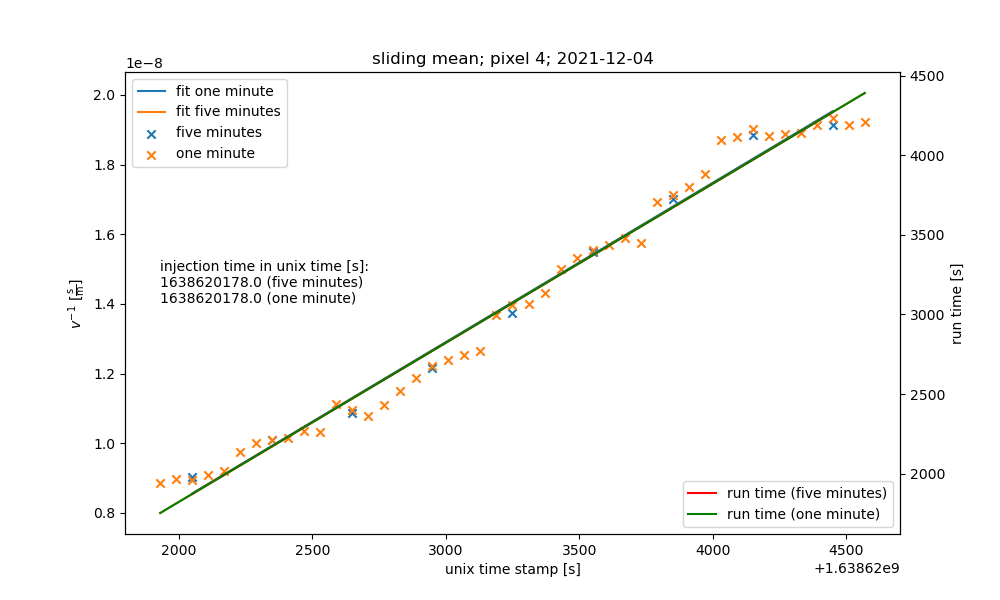 sliding mean; pixel 4; 2021-12-04
1e−8
fit one minute
fit five minutes
five minutes
one minute
injection time in unix time [s]:
1638620178.0 (five minutes)
1638620178.0 (one minute)
2.0
1.8
1.6
1.4
1.2
1.0
0.8
v⁻¹ [s/m]
4500
4000
3500
3000
2500
2000
run time [s]
run time (five minutes)
run time (one minute)
2000 2500 3000 3500 4000 4500
unix time stamp [s]
+1.63862e9